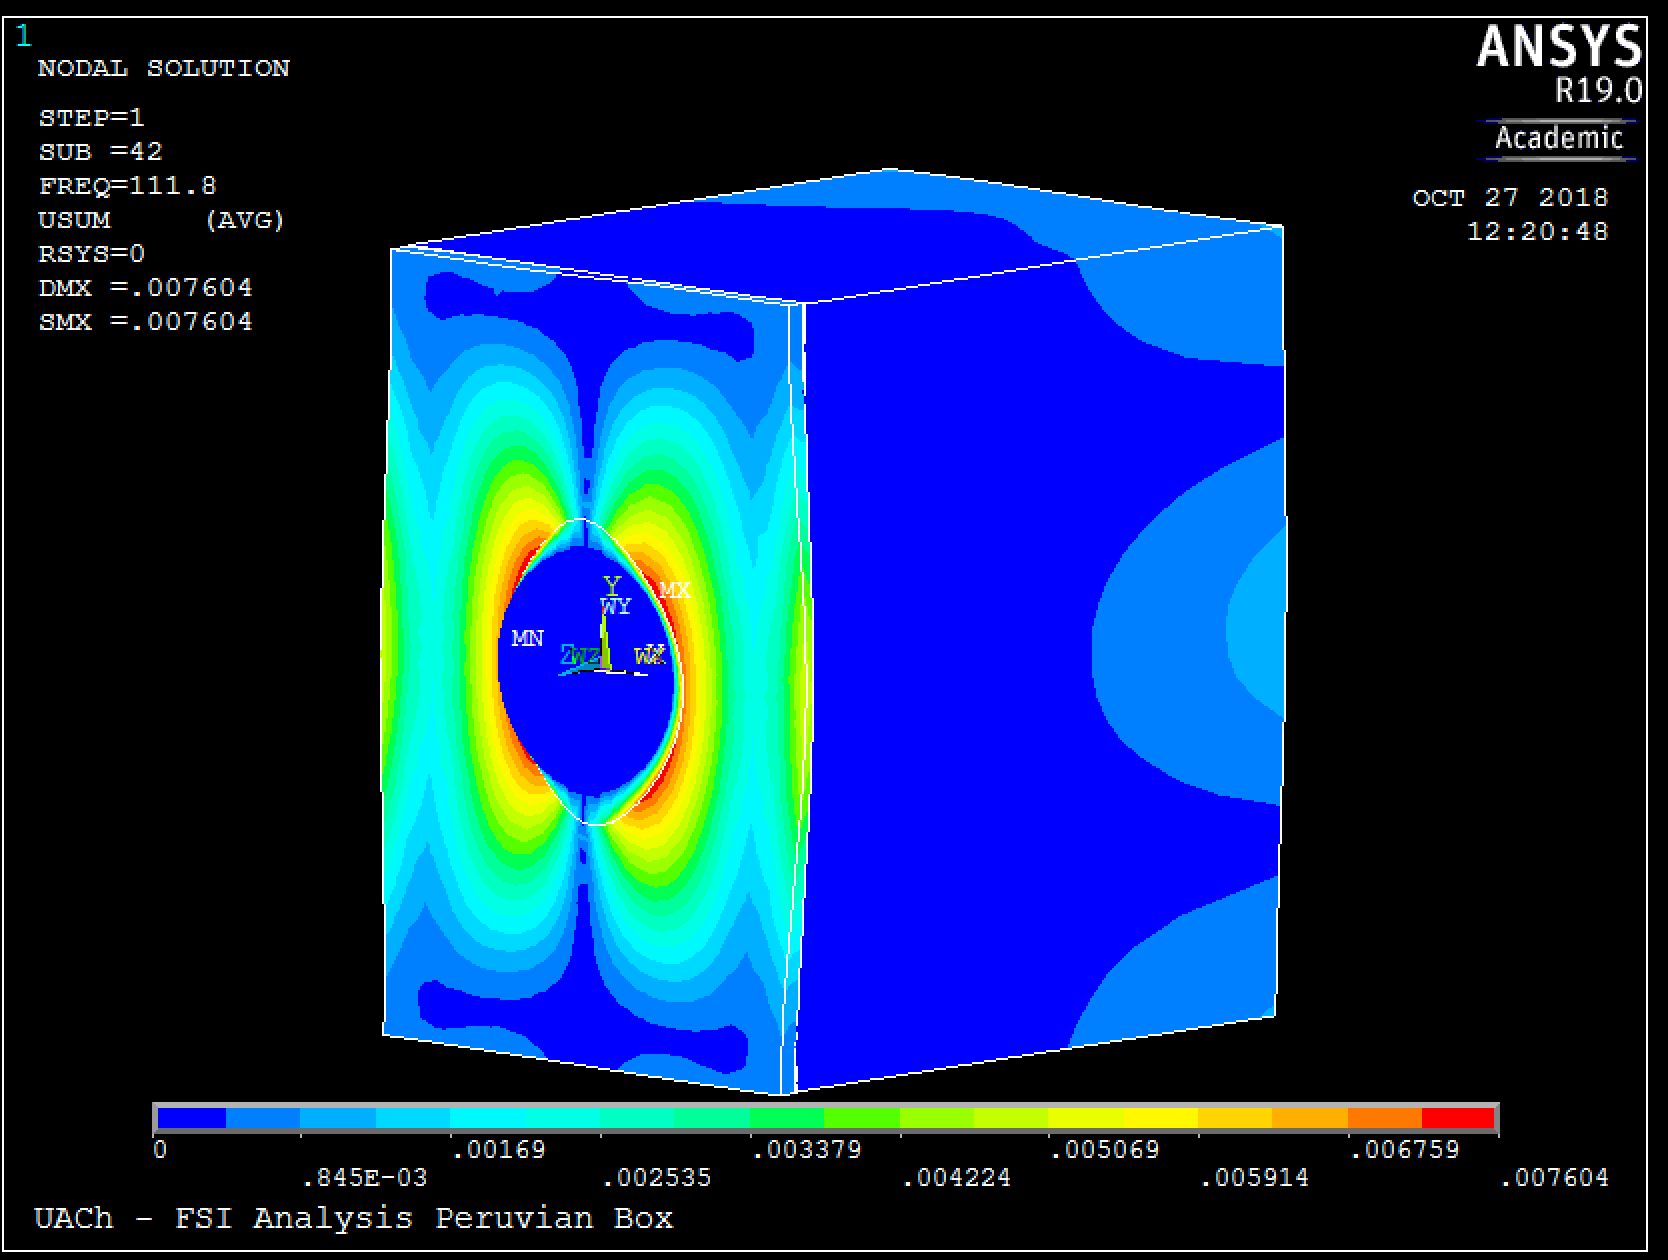 1
NODAL SOLUTION
STEP=1
SUB =42
FREQ=111.8
USUM (AVG)
RSYS=0
DMX =.007604
SMX =.007604
ANSYS
R19.0
Academic
OCT 27 2018
12:20:48
MX
Y
WY
MN
ZWZ
0
.00169
.003379
.005069
.006759
.845E-03
.002535
.004224
.005914
.007604
UACh - FSI Analysis Peruvian Box